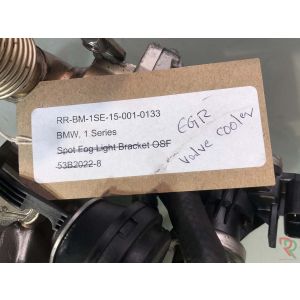 RR-BM-1SE-15-001-0133
BMW, 1 Series
Spot Fog Light Bracket OSF
53B2022-8
EGR
Valve cooler